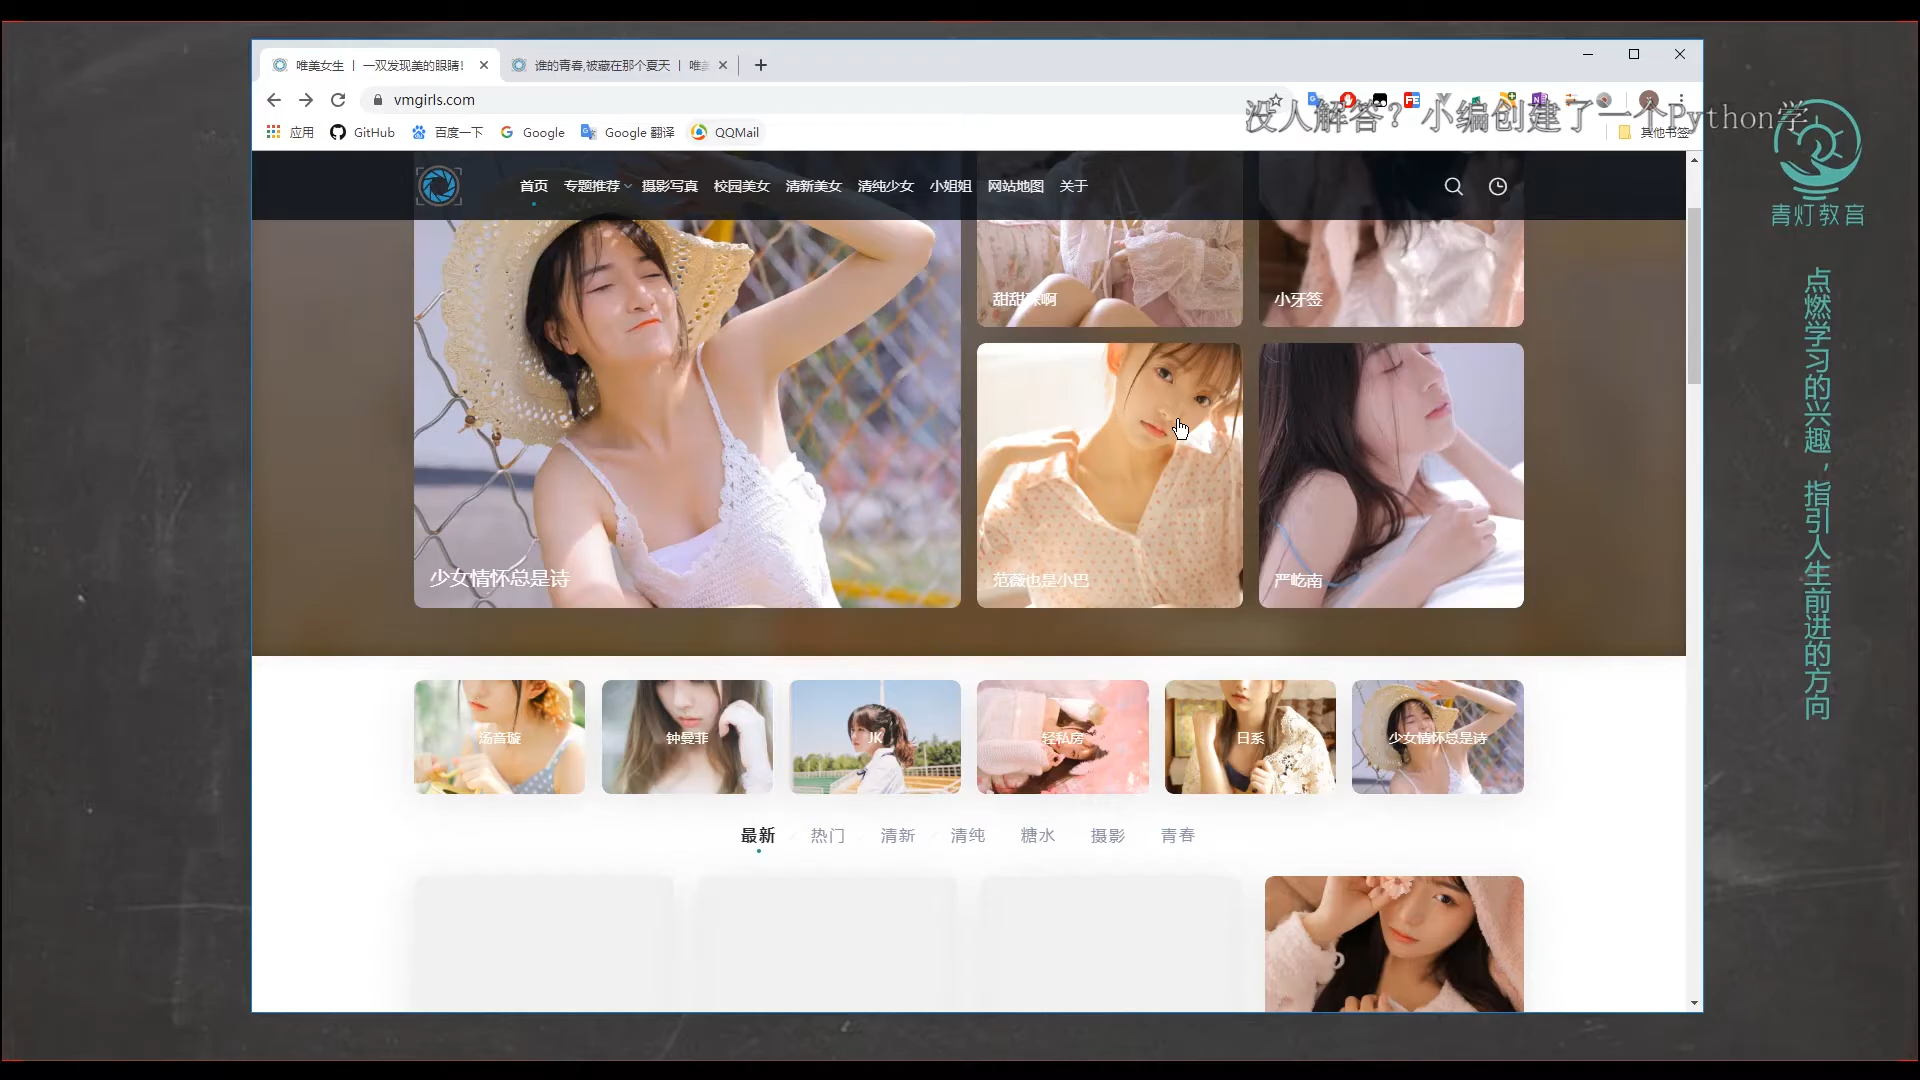 唯美女生 | 一双发现美的眼睛!
谁的青春,被藏在那个夏天 | 唯美
vmgirls.com
没人解答？小编创建了一个Python学
应用 GitHub 百度一下 Google Google 翻译 QQMail 其他书签
首页 专题推荐 摄影写真 校园美女 清新美女 清纯少女 小姐姐 网站地图 关于
青灯教育
点燃学习的兴趣，指引人生前进的方向
小牙签
少女情怀总是诗
范薇也是小巴
严屹南
汤音璇
钟曼菲
JK
轻私房
日系
少女情怀总是诗
最新 热门 清新 清纯 糖水 摄影 青春